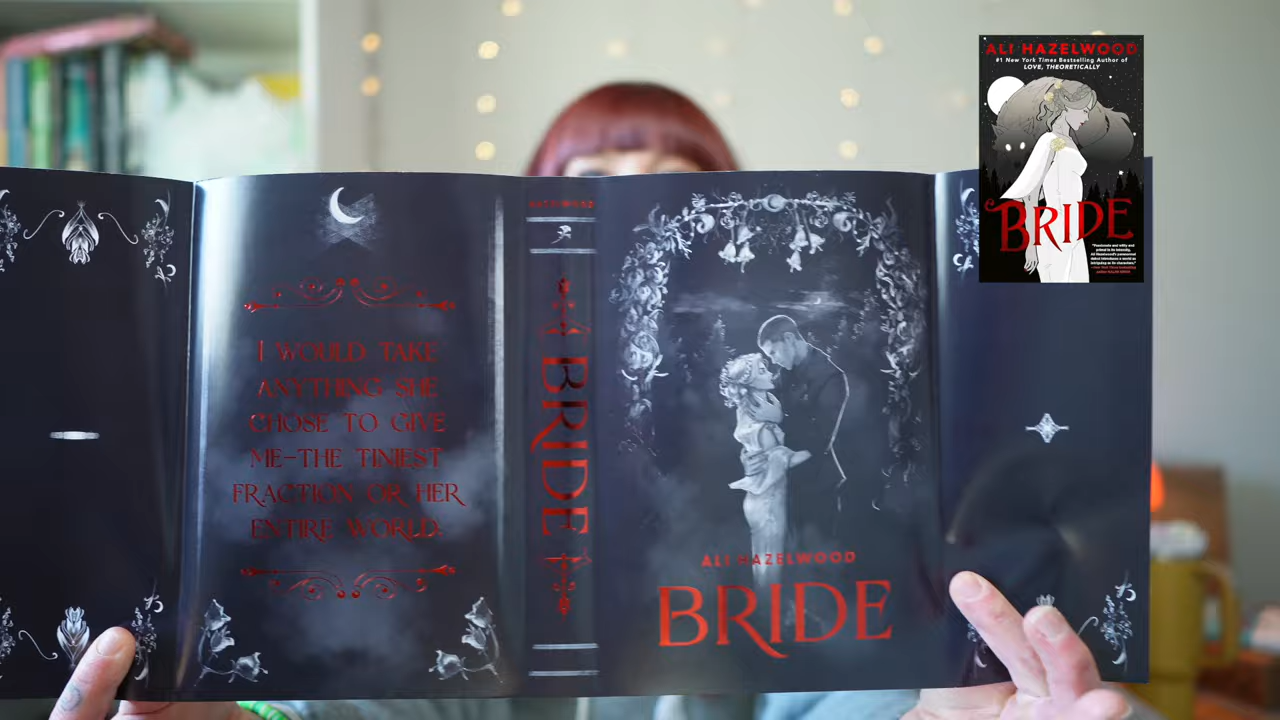 ALI HAZELWOOD
#1 New York Times Bestselling Author of
LOVE, THEORETICALLY
BRIDE
I WOULD TAKE
ANYTHING SHE
CHOSE TO GIVE
ME—THE TINIEST
FRACTION OF HER
ENTIRE WORLD.
HAZELWOOD
BRIDE
ALI HAZELWOOD
BRIDE